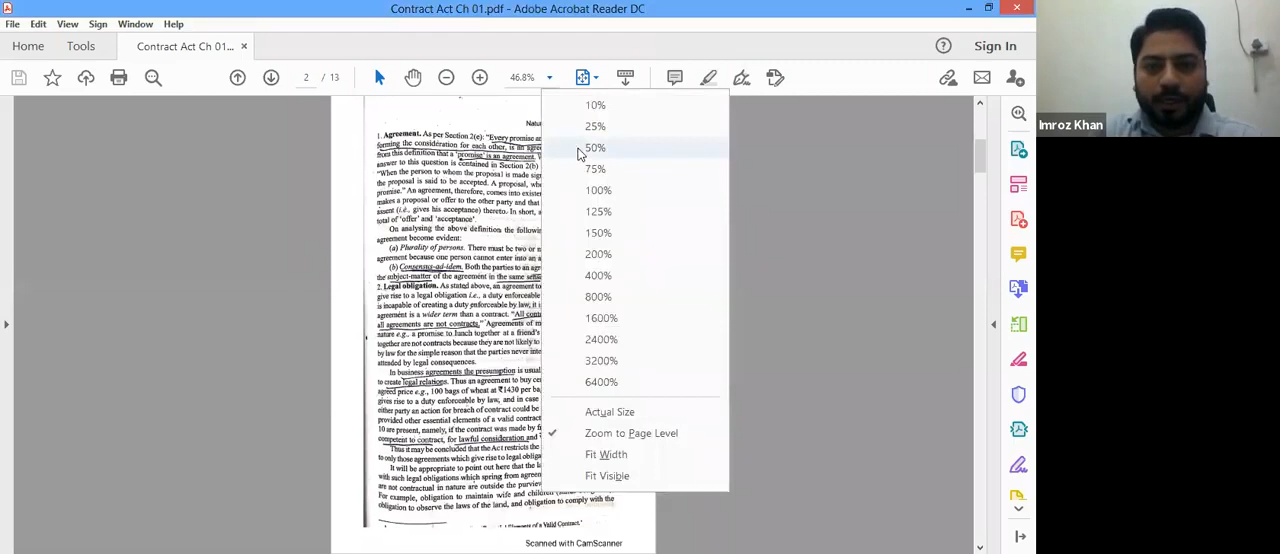 Contract Act Ch 01.pdf - Adobe Acrobat Reader DC
File Edit View Sign Window Help
Home Tools Contract Act Ch 01.... × Sign In
2 / 13 46.8%
10%
25%
50%
75%
100%
125%
150%
200%
400%
800%
1600%
2400%
3200%
6400%
Actual Size
Zoom to Page Level
Fit Width
Fit Visible
Natu
1. Agreement. As per Section 2(e): "Every promise an
forming the consideration for each other, is an agre
from this definition that a 'promise is an agreement.'
answer to this question is contained in Section 2(b)
"When the person to whom the proposal is made sign
the proposal is said to be accepted. A proposal, whe
promise." An agreement, therefore, comes into existen
makes a proposal or offer to the other party and that
assent (i.e., gives his acceptance) thereto. In short, a
total of 'offer' and 'acceptance'.
On analysing the above definition the followin
agreement become evident:
(a) Plurality of persons. There must be two or n
agreement because one person cannot enter into an a
(b) Consensus-ad-idem. Both the parties to an agr
the subject-matter of the agreement in the same sens
2. Legal obligation. As stated above, an agreement to
give rise to a legal obligation i.e., a duty enforceable
is incapable of creating a duty enforceable by law, it i
agreement is a wider term than a contract. "All cont
all agreements are not contracts." Agreements of m
nature e.g., a promise to lunch together at a friend's
together are not contracts because they are not likely to
by law for the simple reason that the parties never inte
attended by legal consequences.
In business agreements the presumption is usual
to create legal relations. Thus an agreement to buy cer
agreed price e.g., 100 bags of wheat at ₹1430 per ba
gives rise to a duty enforceable by law, and in case
either party an action for breach of contract could be
provided other essential elements of a valid contract
10 are present, namely, if the contract was made by f
competent to contract, for lawful consideration and
Thus it may be concluded that the Act restricts the
to only those agreements which give rise to legal obliga
It will be appropriate to point out here that the la
with such legal obligations which spring from agreem
are not contractual in nature are outside the purvie
For example, obligation to maintain wife and children
obligation to observe the laws of the land, and obligation to comply with the
Elements of a Valid Contract.'
Scanned with CamScanner
Imroz Khan